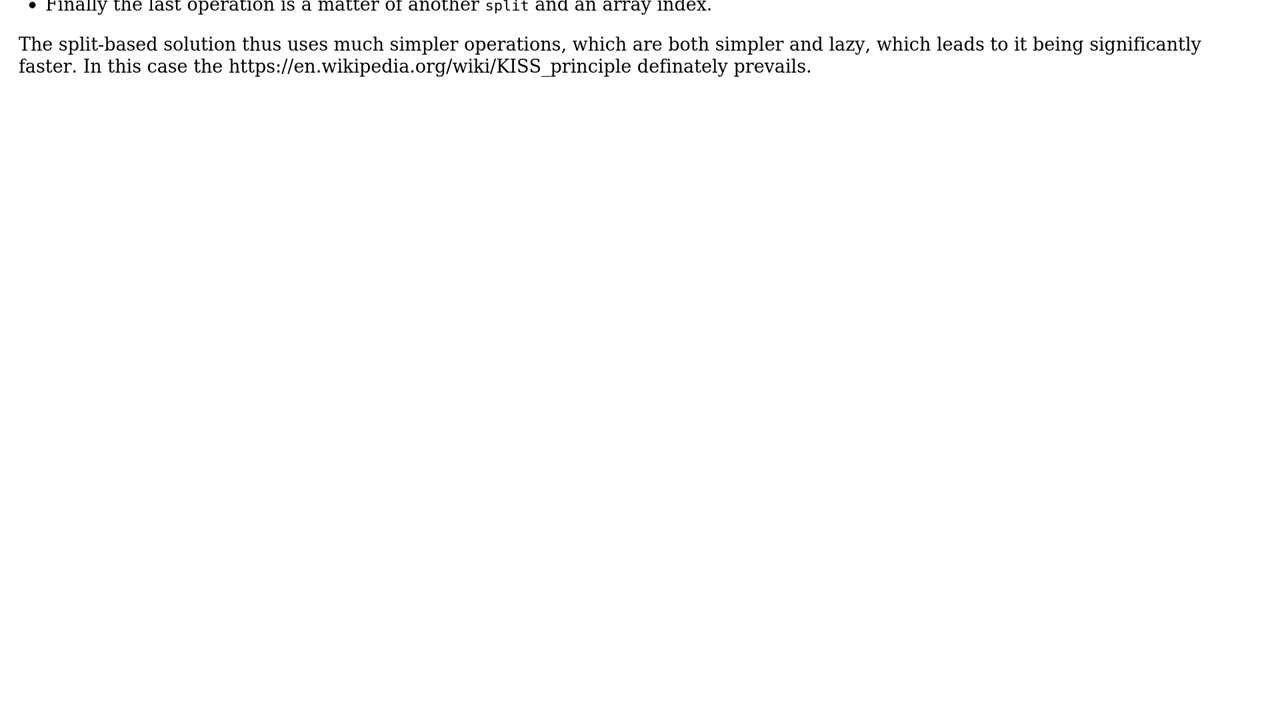 • Finally the last operation is a matter of another split and an array index.
The split-based solution thus uses much simpler operations, which are both simpler and lazy, which leads to it being significantly
faster. In this case the https://en.wikipedia.org/wiki/KISS_principle definately prevails.